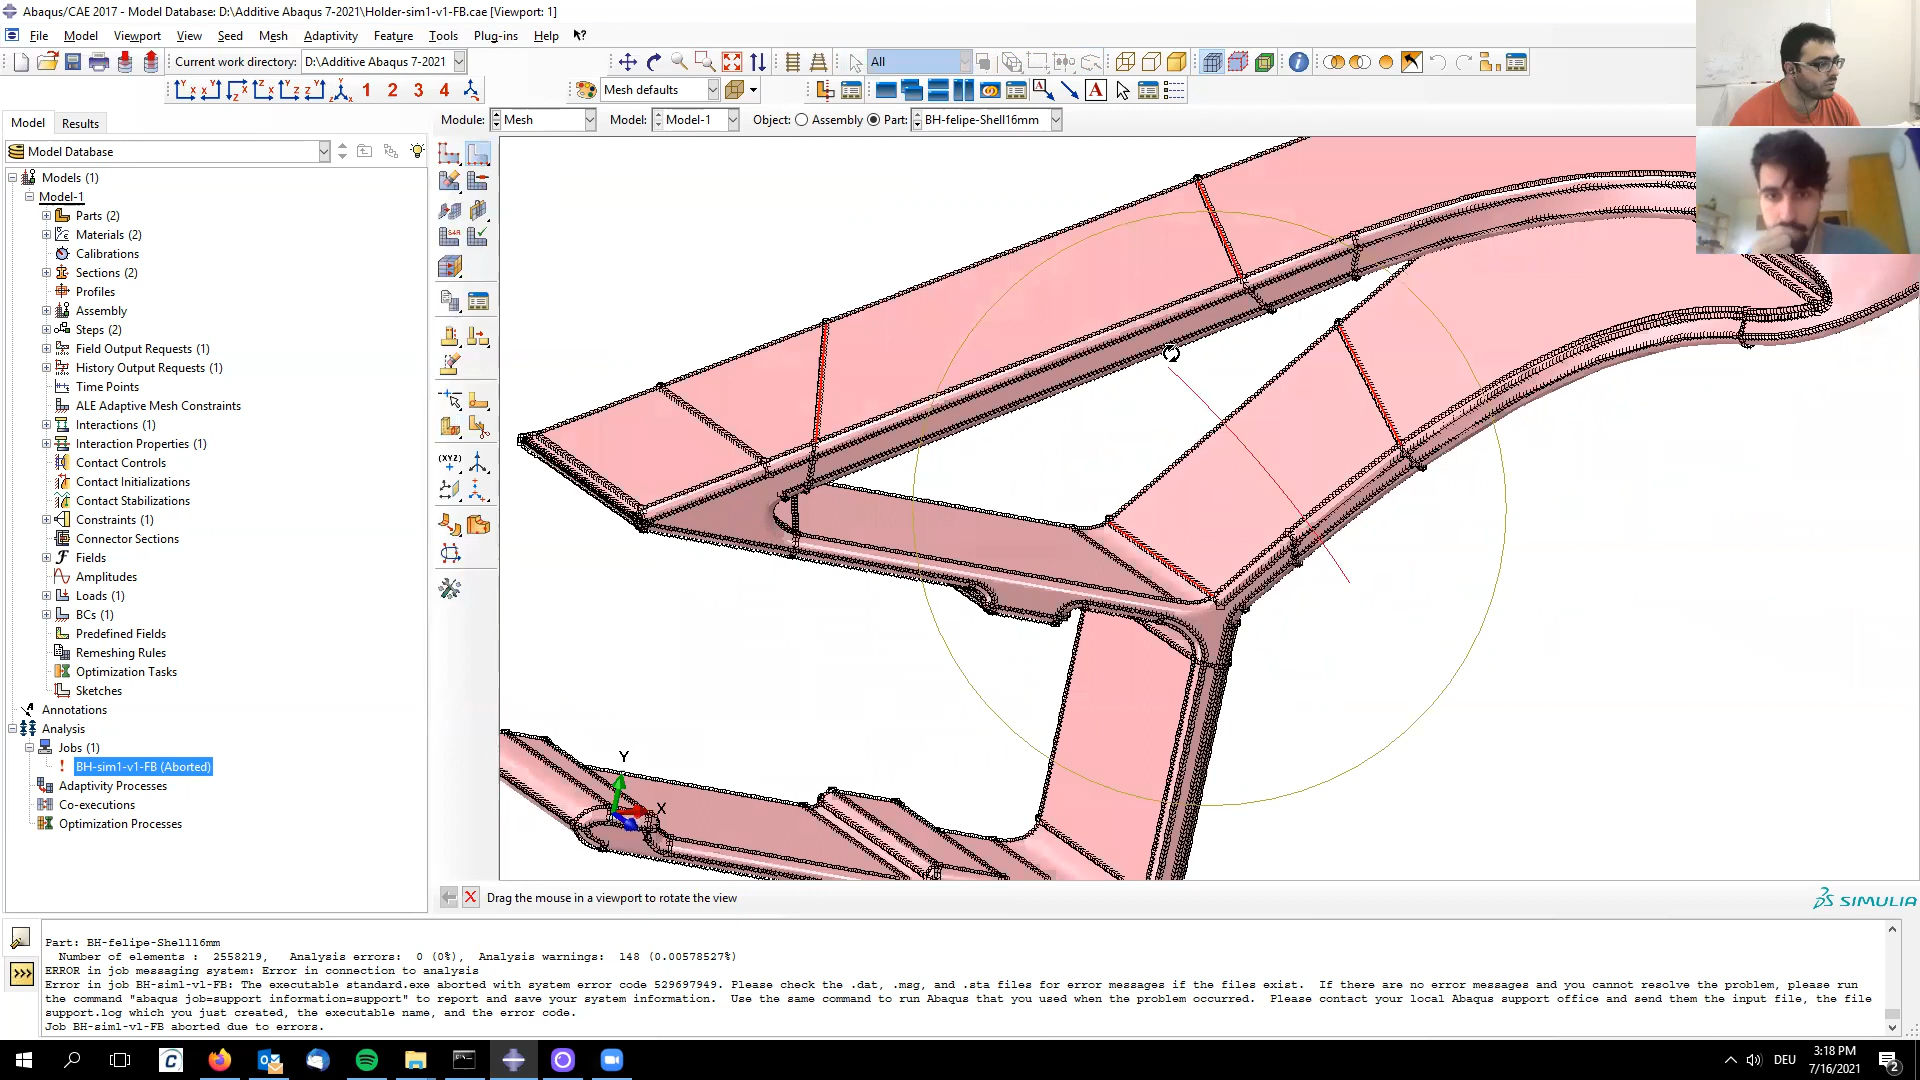 Abaqus/CAE 2017 - Model Database: D:\Additive Abaqus 7-2021\Holder-sim1-v1-FB.cae [Viewport: 1]
File Model Viewport View Seed Mesh Adaptivity Feature Tools Plug-ins Help
Current work directory: D:\Additive Abaqus 7-2021 All
1 2 3 4 Mesh defaults
Model Results Module: Mesh Model: Model-1 Object: Assembly Part: BH-felipe-Shell16mm
Model Database
Models (1)
Model-1
Parts (2)
Materials (2)
Calibrations
Sections (2)
Profiles
Assembly
Steps (2)
Field Output Requests (1)
History Output Requests (1)
Time Points
ALE Adaptive Mesh Constraints
Interactions (1)
Interaction Properties (1)
Contact Controls
Contact Initializations
Contact Stabilizations
Constraints (1)
Connector Sections
Fields
Amplitudes
Loads (1)
BCs (1)
Predefined Fields
Remeshing Rules
Optimization Tasks
Sketches
Annotations
Analysis
Jobs (1)
BH-sim1-v1-FB (Aborted)
Adaptivity Processes
Co-executions
Optimization Processes
S4R
(XYZ)
Y
X
Drag the mouse in a viewport to rotate the view
SIMULIA
Part: BH-felipe-Shell16mm
Number of elements : 2558219, Analysis errors: 0 (0%), Analysis warnings: 148 (0.00578527%)
ERROR in job messaging system: Error in connection to analysis
Error in job BH-sim1-v1-FB: The executable standard.exe aborted with system error code 529697949. Please check the .dat, .msg, and .sta files for error messages if the files exist. If there are no error messages and you cannot resolve the problem, please run
the command "abaqus job=support information=support" to report and save your system information. Use the same command to run Abaqus that you used when the problem occurred. Please contact your local Abaqus support office and send them the input file, the file
support.log which you just created, the executable name, and the error code.
Job BH-sim1-v1-FB aborted due to errors.
DEU
3:18 PM
7/16/2021
2